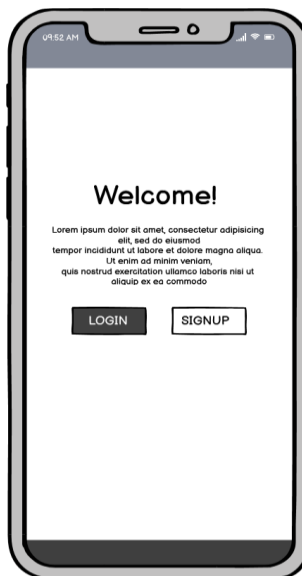 09:52 AM
Welcome!
Lorem ipsum dolor sit amet, consectetur adipisicing
elit, sed do eiusmod
tempor incididunt ut labore et dolore magna aliqua.
Ut enim ad minim veniam,
quis nostrud exercitation ullamco laboris nisi ut
aliquip ex ea commodo
LOGIN
SIGNUP